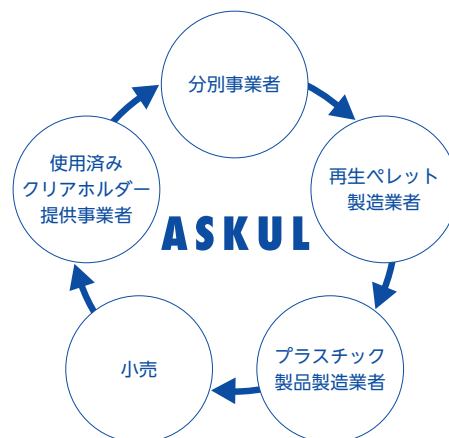 分別事業者
再生ペレット
製造業者
プラスチック
製品製造業者
小売
使用済み
クリアホルダー
提供事業者
ASKUL